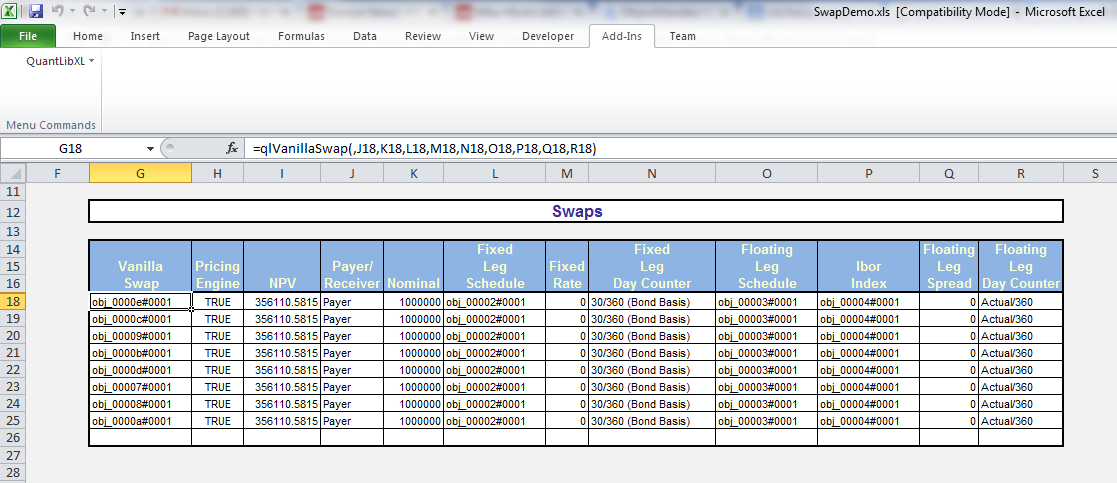 SwapDemo.xls [Compatibility Mode] - Microsoft Excel
File Home Insert Page Layout Formulas Data Review View Developer Add-Ins Team
QuantLibXL
Menu Commands
G18 fx =qlVanillaSwap(,J18,K18,L18,M18,N18,O18,P18,Q18,R18)
F G H I J K L M N O P Q R S
11
12 Swaps
13
14 Fixed Fixed Floating Floating Floating
15 Vanilla Pricing Payer/ Leg Fixed Leg Leg Ibor Leg Leg
16 Swap Engine NPV Receiver Nominal Schedule Rate Day Counter Schedule Index Spread Day Counter
18 obj_0000e#0001 TRUE 356110.5815 Payer 1000000 obj_00002#0001 0 30/360 (Bond Basis) obj_00003#0001 obj_00004#0001 0 Actual/360
19 obj_0000c#0001 TRUE 356110.5815 Payer 1000000 obj_00002#0001 0 30/360 (Bond Basis) obj_00003#0001 obj_00004#0001 0 Actual/360
20 obj_00009#0001 TRUE 356110.5815 Payer 1000000 obj_00002#0001 0 30/360 (Bond Basis) obj_00003#0001 obj_00004#0001 0 Actual/360
21 obj_0000b#0001 TRUE 356110.5815 Payer 1000000 obj_00002#0001 0 30/360 (Bond Basis) obj_00003#0001 obj_00004#0001 0 Actual/360
22 obj_0000d#0001 TRUE 356110.5815 Payer 1000000 obj_00002#0001 0 30/360 (Bond Basis) obj_00003#0001 obj_00004#0001 0 Actual/360
23 obj_00007#0001 TRUE 356110.5815 Payer 1000000 obj_00002#0001 0 30/360 (Bond Basis) obj_00003#0001 obj_00004#0001 0 Actual/360
24 obj_00008#0001 TRUE 356110.5815 Payer 1000000 obj_00002#0001 0 30/360 (Bond Basis) obj_00003#0001 obj_00004#0001 0 Actual/360
25 obj_0000a#0001 TRUE 356110.5815 Payer 1000000 obj_00002#0001 0 30/360 (Bond Basis) obj_00003#0001 obj_00004#0001 0 Actual/360
26
27
28